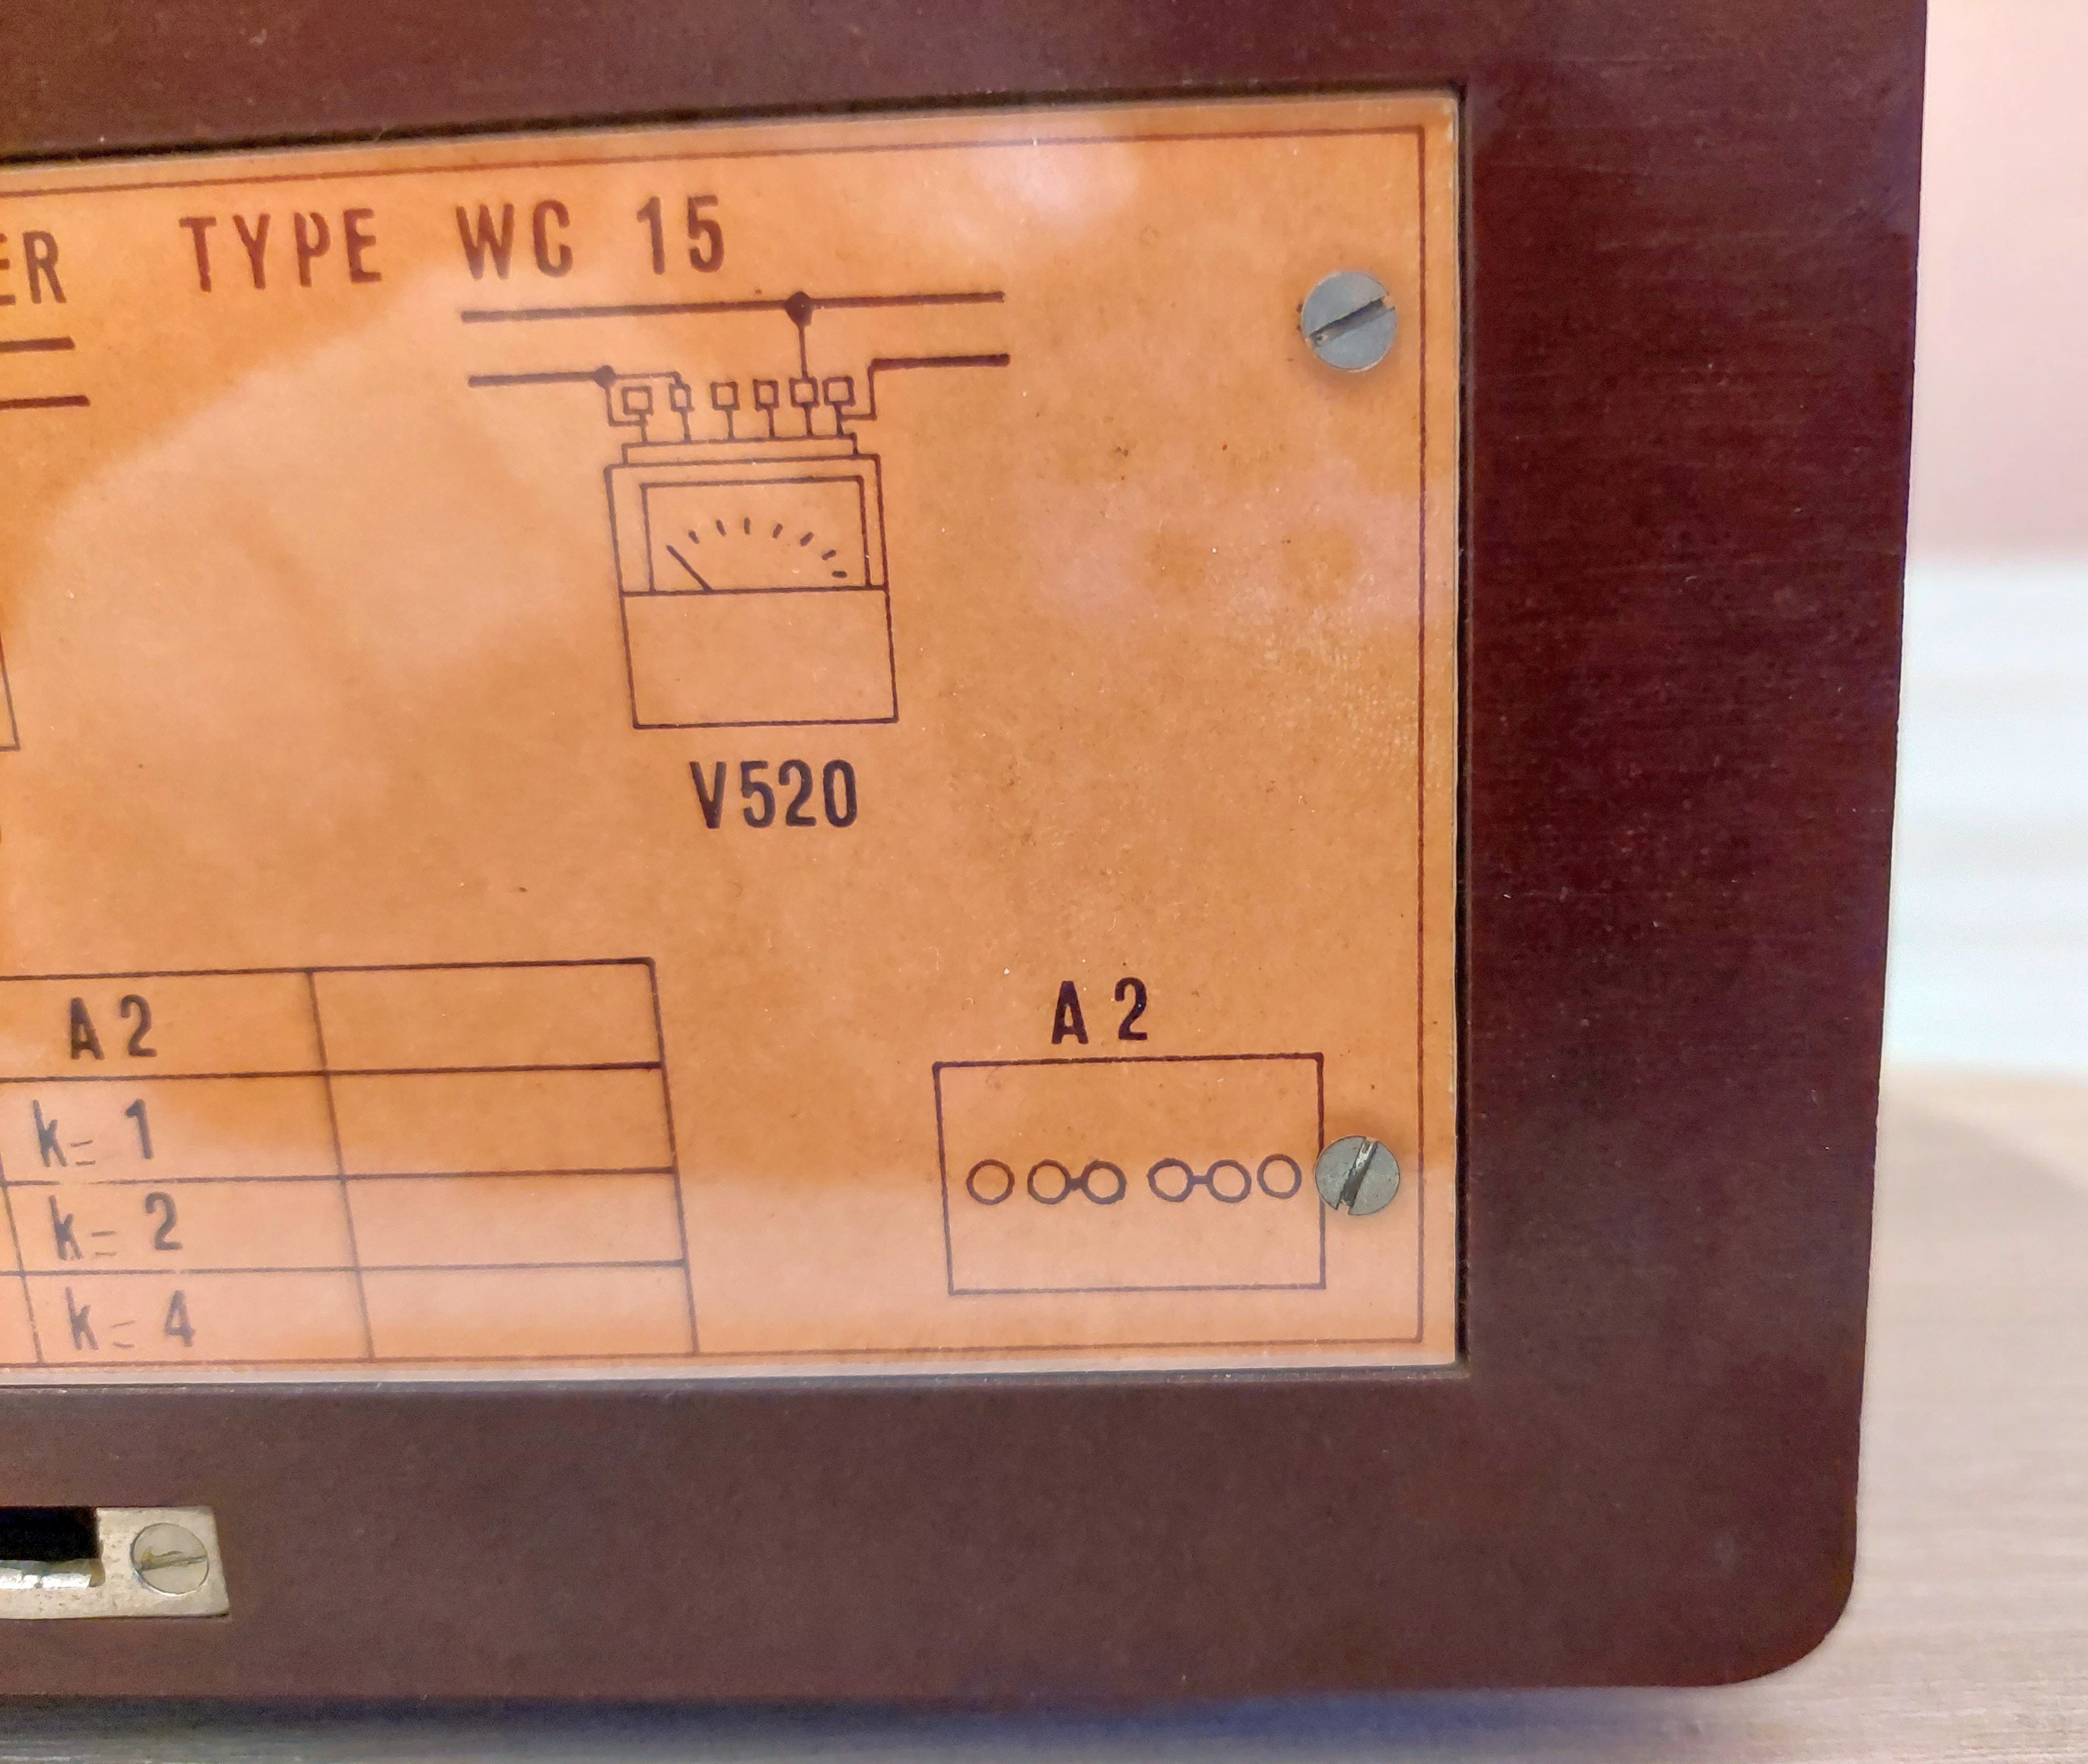 ER TYPE WC 15
V520
A 2
k= 1
k= 2
k= 4
A 2